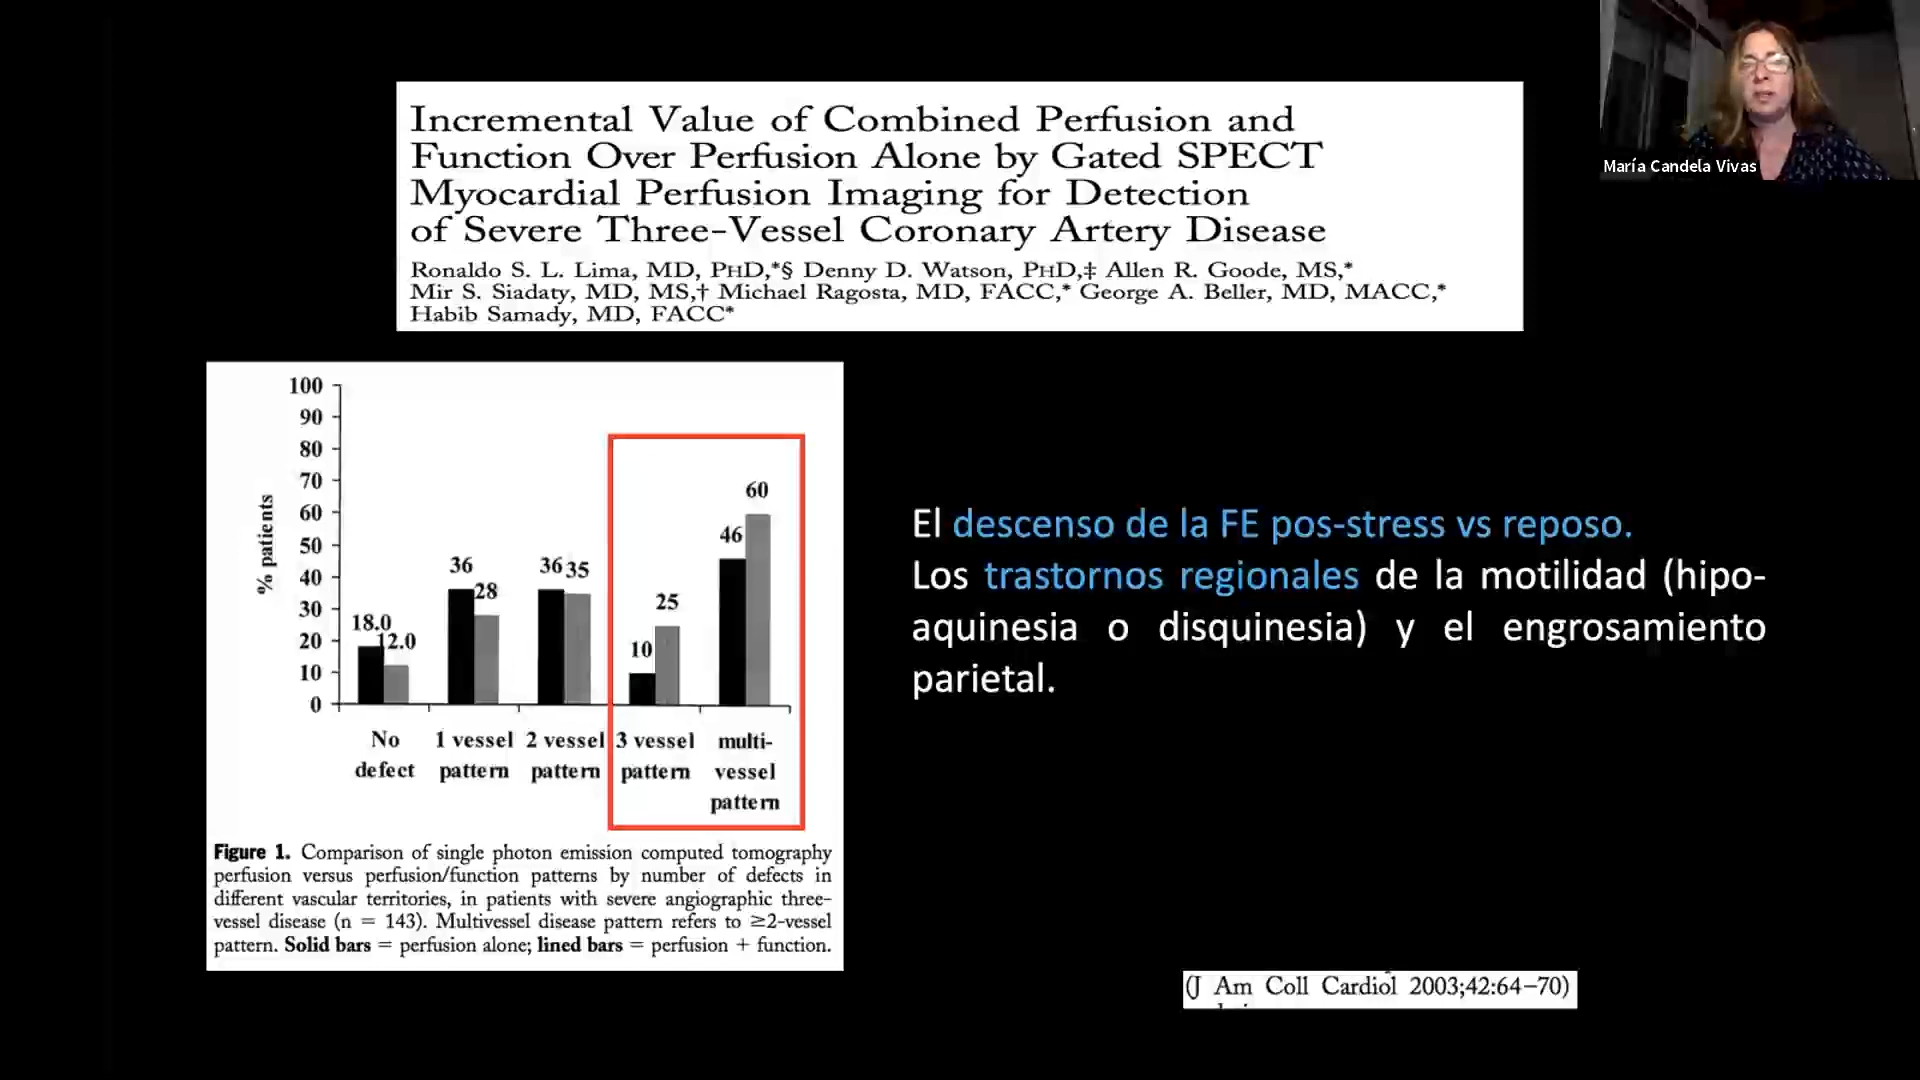 Incremental Value of Combined Perfusion and
Function Over Perfusion Alone by Gated SPECT
Myocardial Perfusion Imaging for Detection
of Severe Three-Vessel Coronary Artery Disease
Ronaldo S. L. Lima, MD, PHD,*§ Denny D. Watson, PHD,‡ Allen R. Goode, MS,*
Mir S. Siadaty, MD, MS,† Michael Ragosta, MD, FACC,* George A. Beller, MD, MACC,*
Habib Samady, MD, FACC*
María Candela Vivas
100
90
80
70
60
50
40
30
20
10
0
% patients
18.0
12.0
36
28
36
35
10
25
46
60
No
defect
1 vessel
pattern
2 vessel
pattern
3 vessel
pattern
multi-
vessel
pattern
Figure 1. Comparison of single photon emission computed tomography
perfusion versus perfusion/function patterns by number of defects in
different vascular territories, in patients with severe angiographic three-
vessel disease (n = 143). Multivessel disease pattern refers to ≥2-vessel
pattern. Solid bars = perfusion alone; lined bars = perfusion + function.
El descenso de la FE pos-stress vs reposo.
Los trastornos regionales de la motilidad (hipo-
aquinesia o disquinesia) y el engrosamiento
parietal.
(J Am Coll Cardiol 2003;42:64–70)